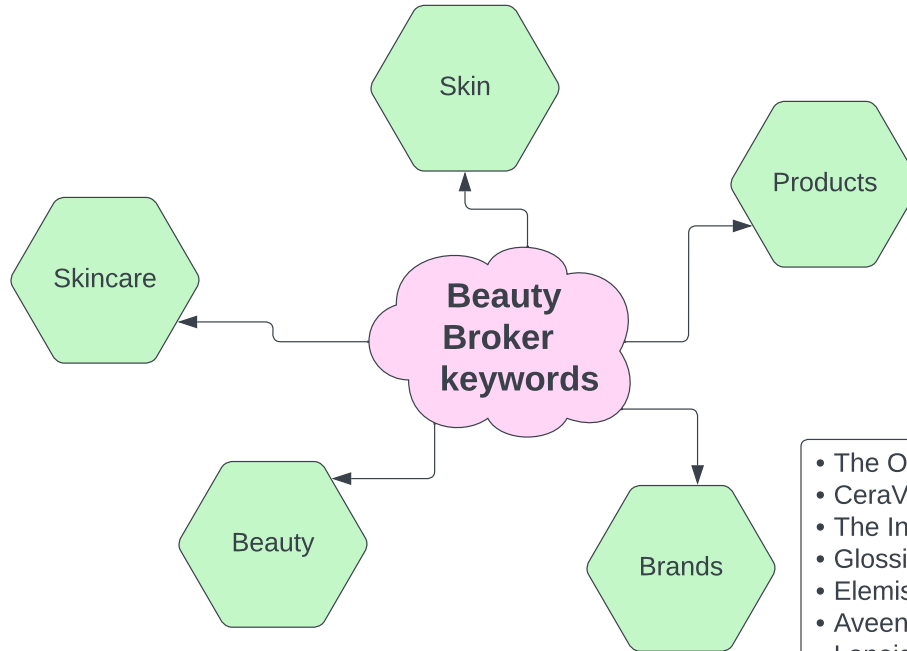 Skin
Products
Skincare
Beauty
Broker
keywords
Beauty
Brands
• The O
• CeraV
• The In
• Glossi
• Elemis
• Aveen